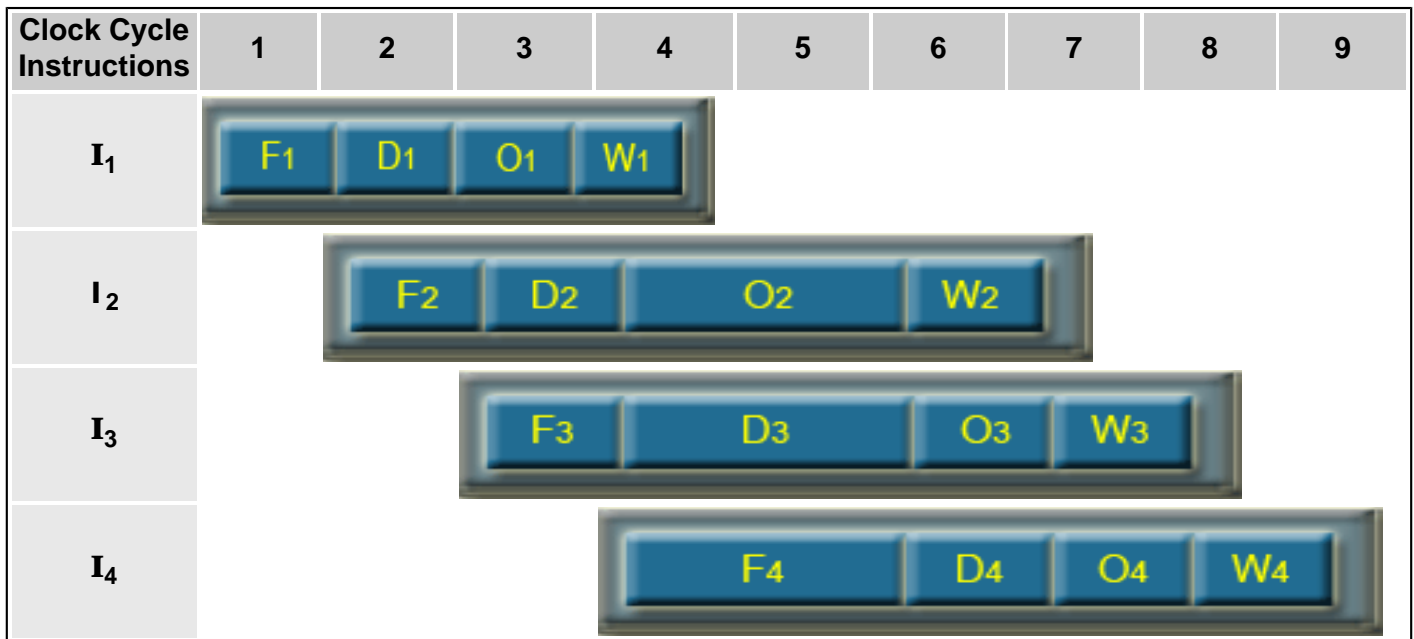 Clock Cycle
Instructions 1 2 3 4 5 6 7 8 9
I1 F1 D1 O1 W1
I2 F2 D2 O2 W2
I3 F3 D3 O3 W3
I4 F4 D4 O4 W4